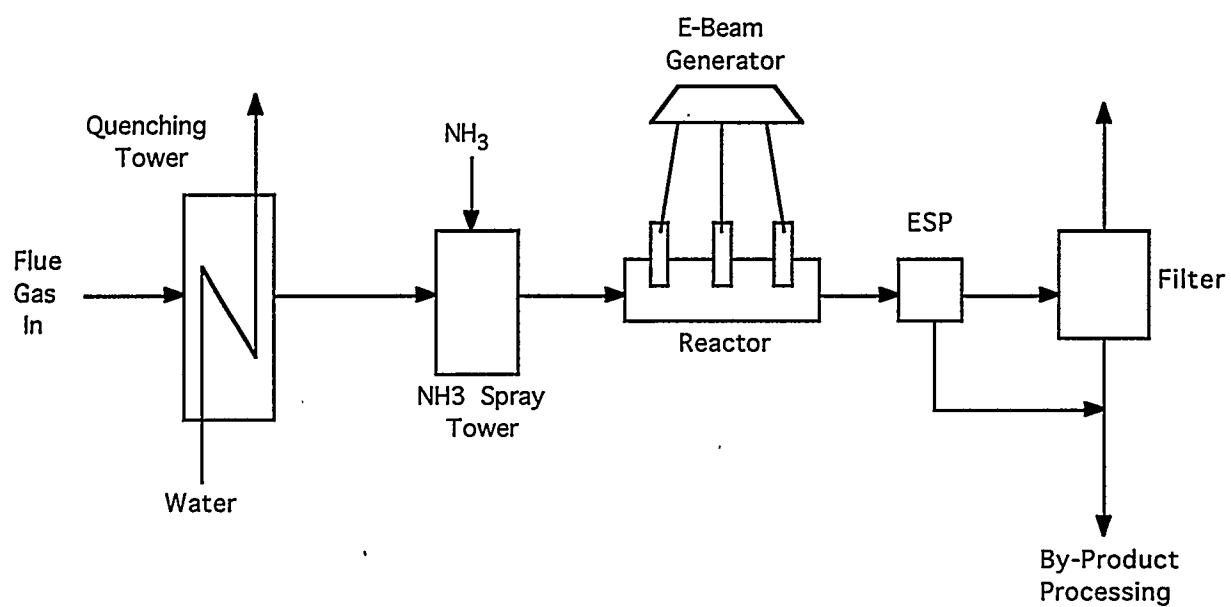 E-Beam
Generator
Quenching
Tower
NH3
ESP
Flue
Gas
In
Filter
Reactor
NH3 Spray
Tower
Water
By-Product
Processing